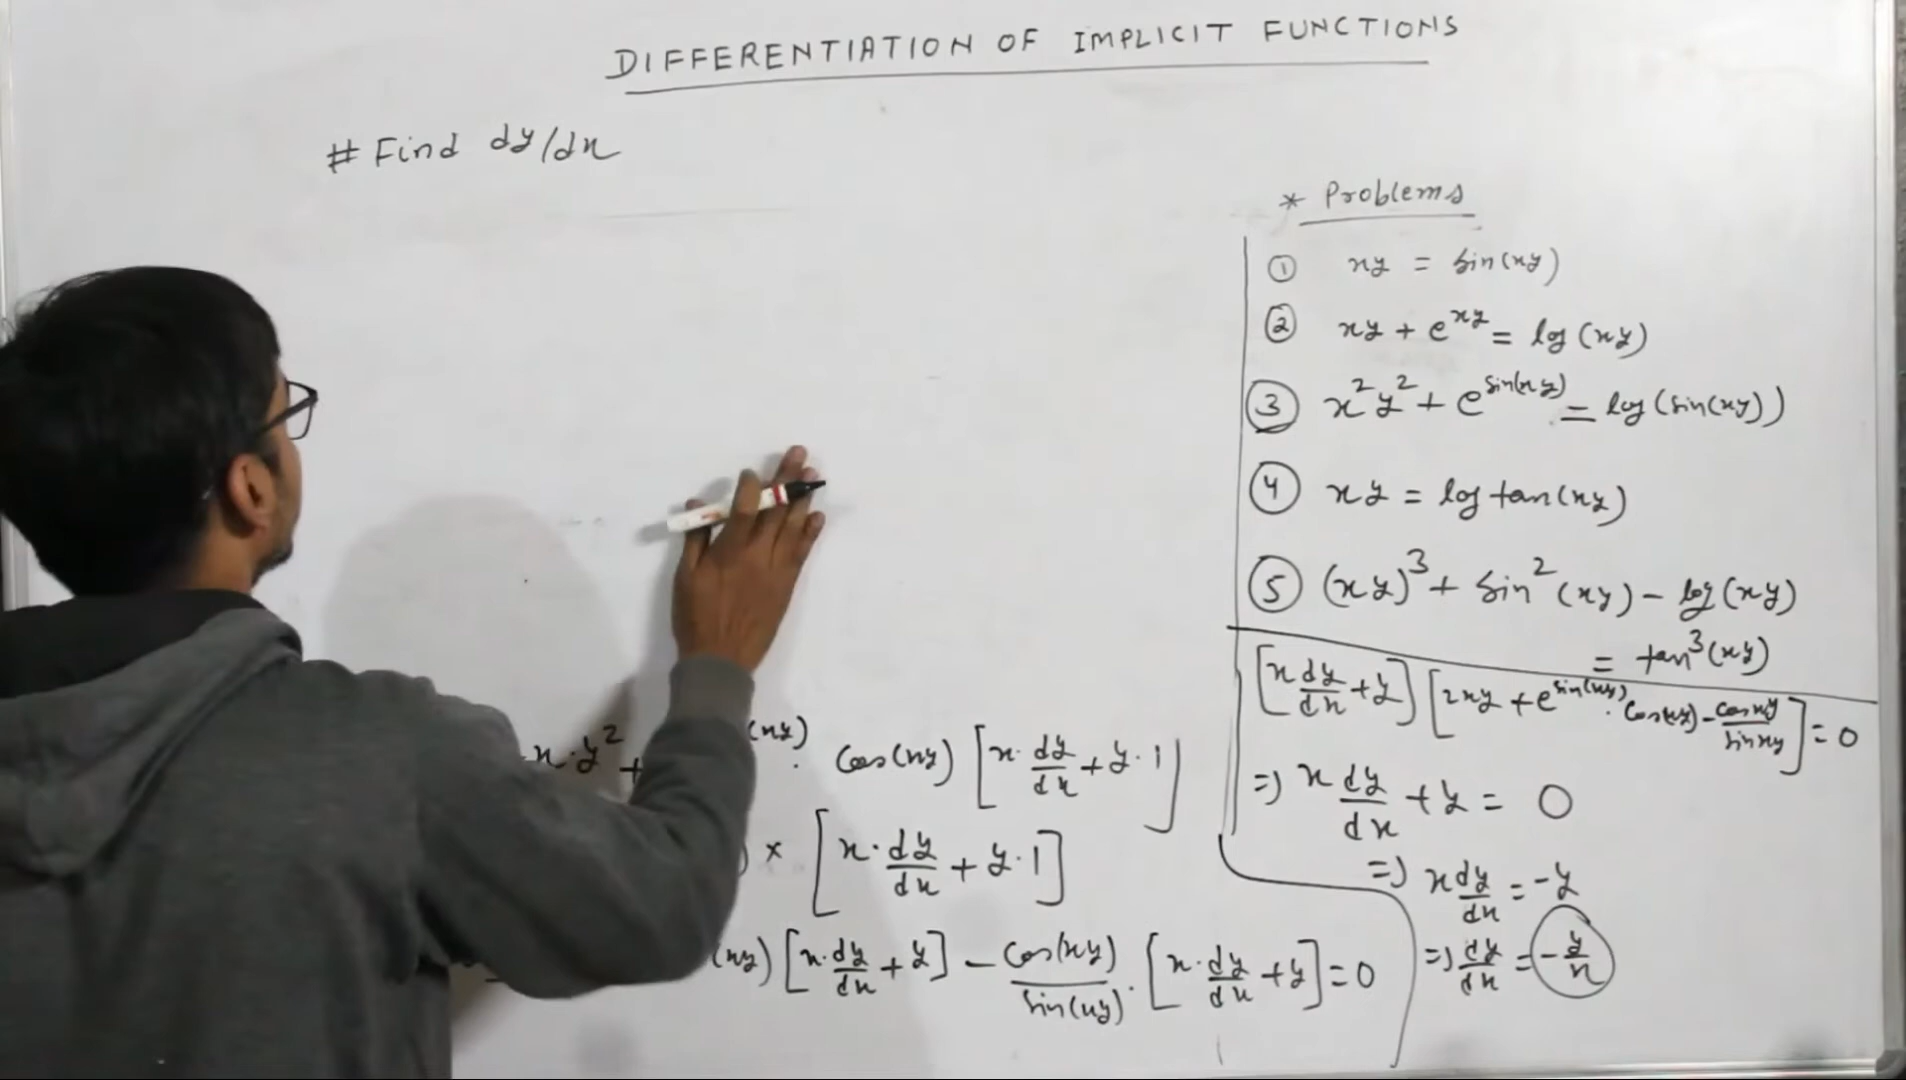 DIFFERENTIATION OF IMPLICIT FUNCTIONS
# Find dy/dx
* Problems
① xy = sin(xy)
② xy + e^xy = log (xy)
③ x²y² + e^sin(xy) = log (sin(xy))
④ xy = log tan(xy)
⑤ (xy)³ + sin² (xy) - log (xy)
= tan³ (xy)
x·y² + (xy) · cos(xy) [x·dy/dx + y·1]
) × [x·dy/dx + y·1]
(xy) [x·dy/dx + y] - cos(xy)/sin(xy) · [x·dy/dx + y] = 0
[x dy/dx + y] [2xy + e^sin(xy) · cos(xy) - cosxy/sinxy] = 0
=) x dy/dx + y = 0
=) x dy/dx = -y
=) dy/dx = -y/x